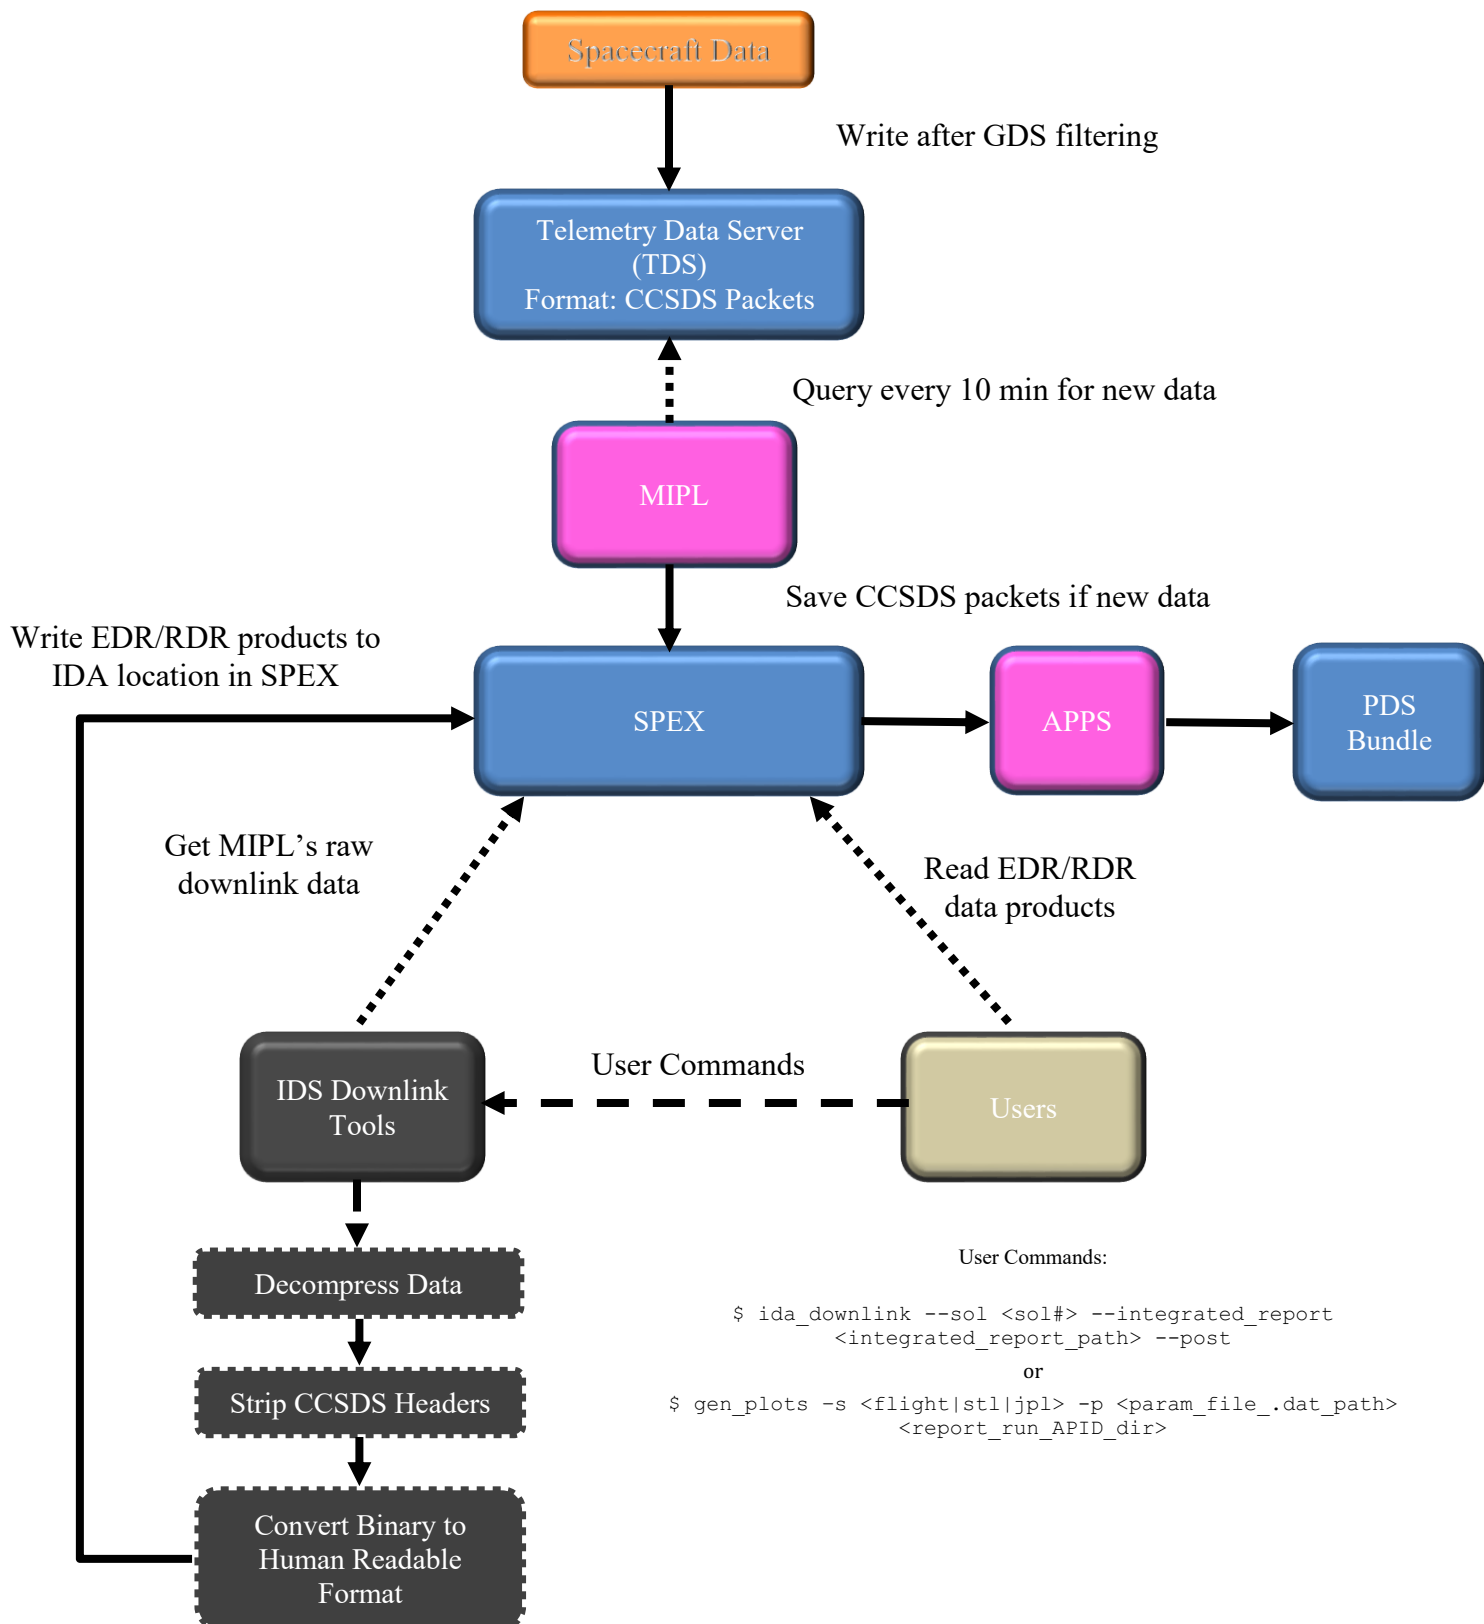 Spacecraft Data
Write after GDS filtering
Telemetry Data Server
(TDS)
Format: CCSDS Packets
Query every 10 min for new data
MIPL
Save CCSDS packets if new data
Write EDR/RDR products to
IDA location in SPEX
SPEX
APPS
PDS
Bundle
Get MIPL’s raw
downlink data
Read EDR/RDR
data products
User Commands
IDS Downlink
Tools
Users
Decompress Data
Strip CCSDS Headers
Convert Binary to
Human Readable
Format
User Commands:
$ ida_downlink --sol <sol#> --integrated_report
<integrated_report_path> --post
or
$ gen_plots –s <flight|stl|jpl> -p <param_file_.dat_path>
<report_run_APID_dir>